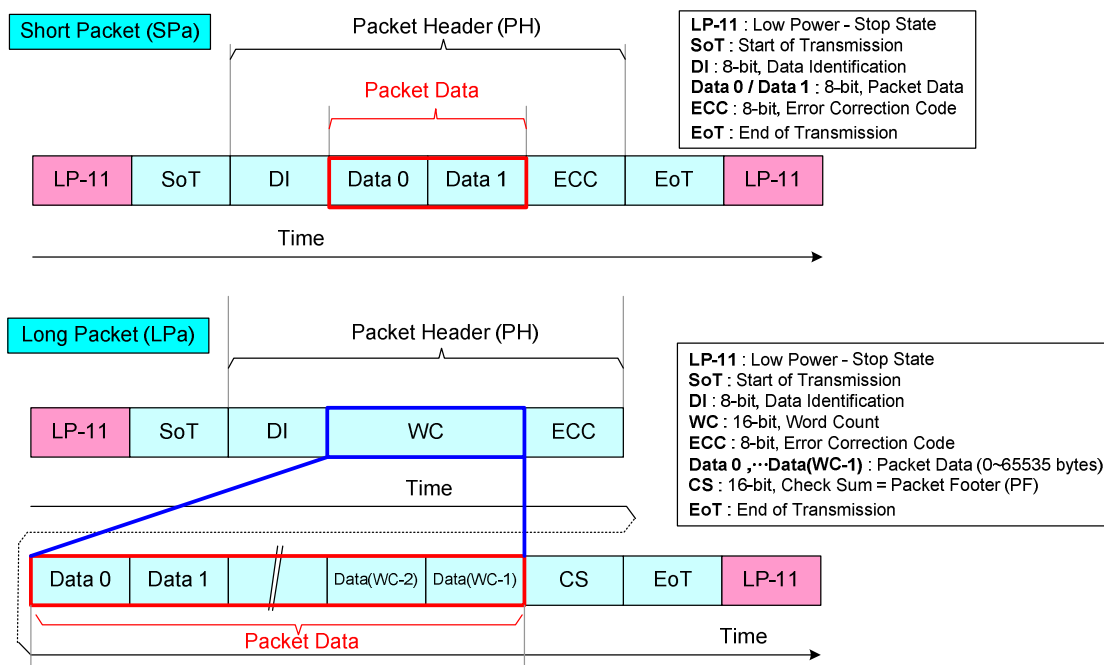 Short Packet (SPa)
Packet Header (PH)
Packet Data
LP-11 : Low Power - Stop State
SoT : Start of Transmission
DI : 8-bit, Data Identification
Data 0 / Data 1 : 8-bit, Packet Data
ECC : 8-bit, Error Correction Code
EoT : End of Transmission
LP-11 SoT DI Data 0 Data 1 ECC EoT LP-11
Time
Long Packet (LPa)
Packet Header (PH)
LP-11 : Low Power - Stop State
SoT : Start of Transmission
DI : 8-bit, Data Identification
WC : 16-bit, Word Count
ECC : 8-bit, Error Correction Code
Data 0 ,⋯Data(WC-1) : Packet Data (0~65535 bytes)
CS : 16-bit, Check Sum = Packet Footer (PF)
EoT : End of Transmission
LP-11 SoT DI WC ECC
Time
Data 0 Data 1 Data(WC-2) Data(WC-1) CS EoT LP-11
Packet Data
Time